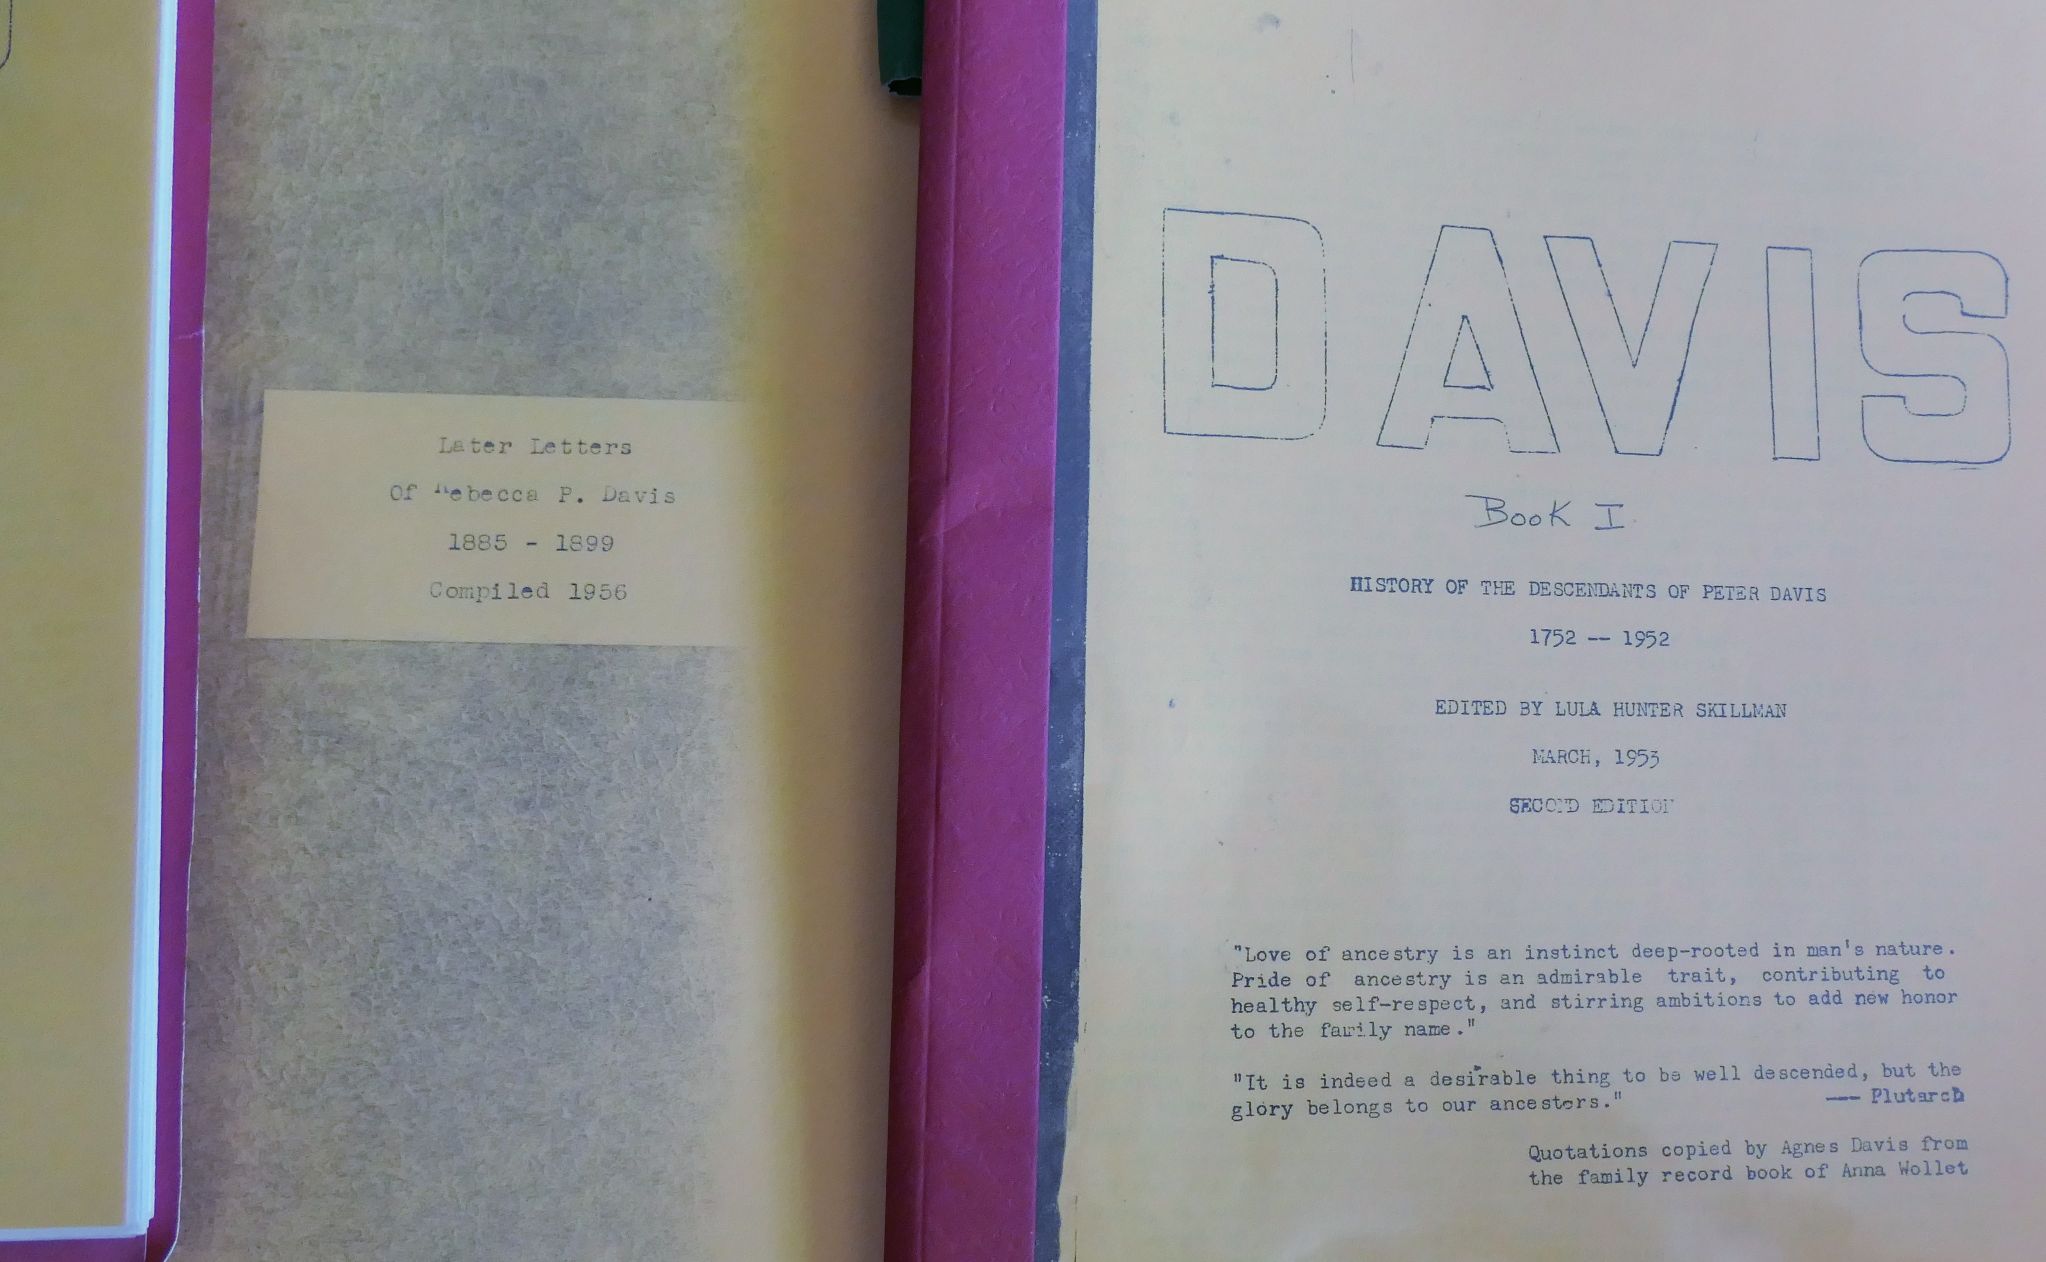 Later Letters
Of Rebecca P. Davis
1885 - 1899
Compiled 1956
DAVIS
Book I
HISTORY OF THE DESCENDANTS OF PETER DAVIS
1752 -- 1952
EDITED BY LULA HUNTER SKILLMAN
MARCH, 1953
SECOND EDITION
"Love of ancestry is an instinct deep-rooted in man's nature.
Pride of ancestry is an admirable trait, contributing to
healthy self-respect, and stirring ambitions to add new honor
to the family name."
"It is indeed a desirable thing to be well descended, but the
glory belongs to our ancestors." --- Plutarch
Quotations copied by Agnes Davis from
the family record book of Anna Wollet